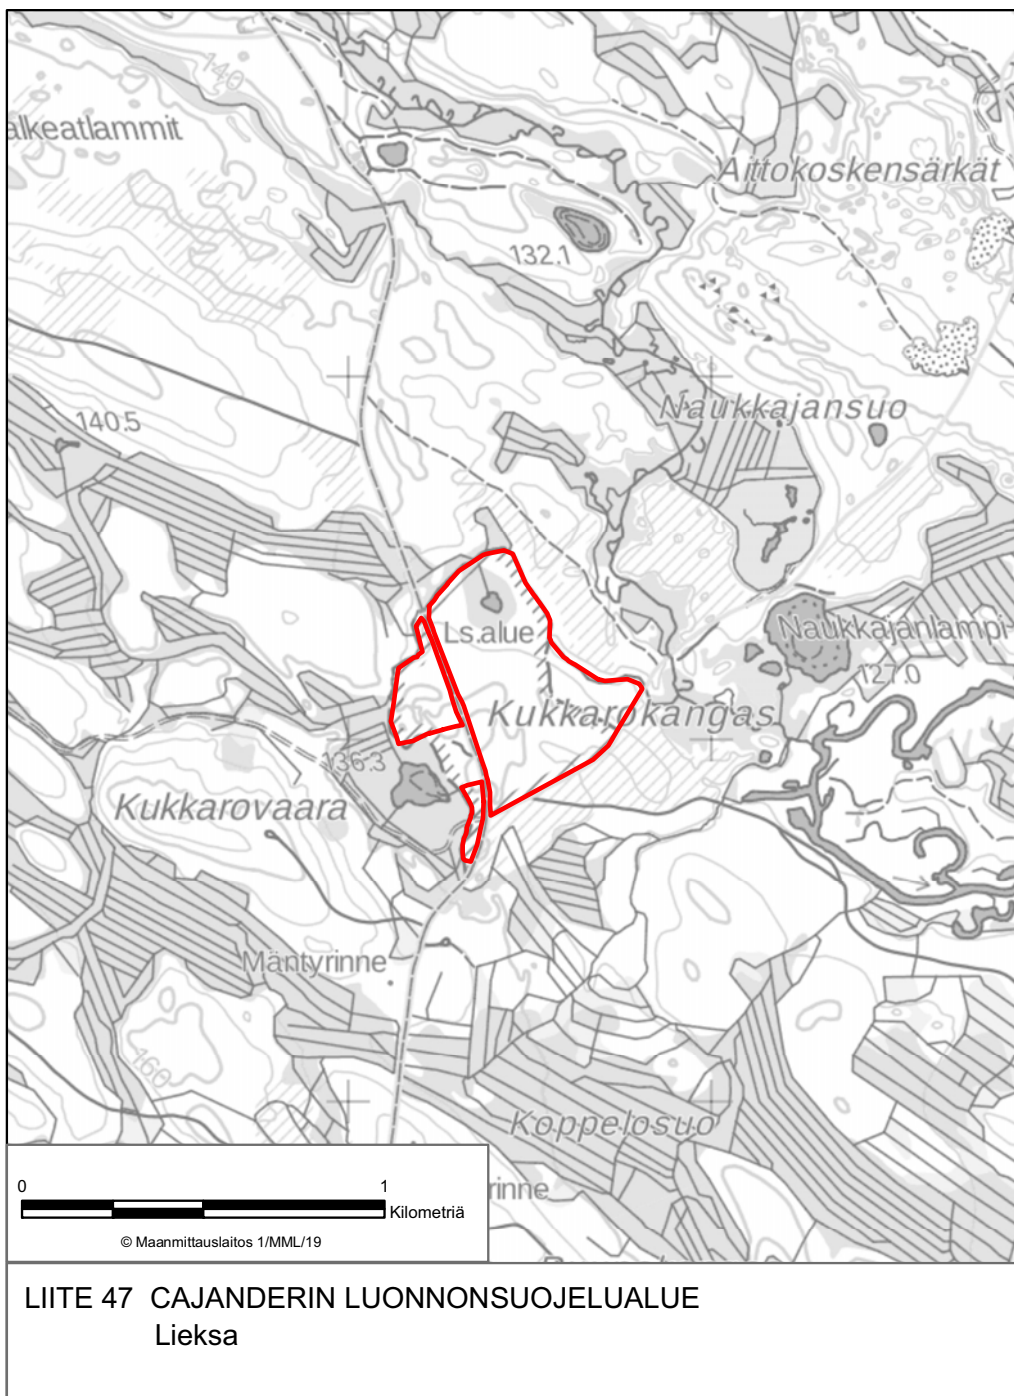 140
alkeatlammit
Aittokoskensärkät
132.1
Naukkajansuo
140.5
Ls.alue
Naukkajanlampi
127.0
Kukkarokangas
136.3
Kukkarovaara
Mäntyrinne
160
Koppelosuo
rinne
0 1
Kilometriä
© Maanmittauslaitos 1/MML/19
LIITE 47 CAJANDERIN LUONNONSUOJELUALUE
Lieksa